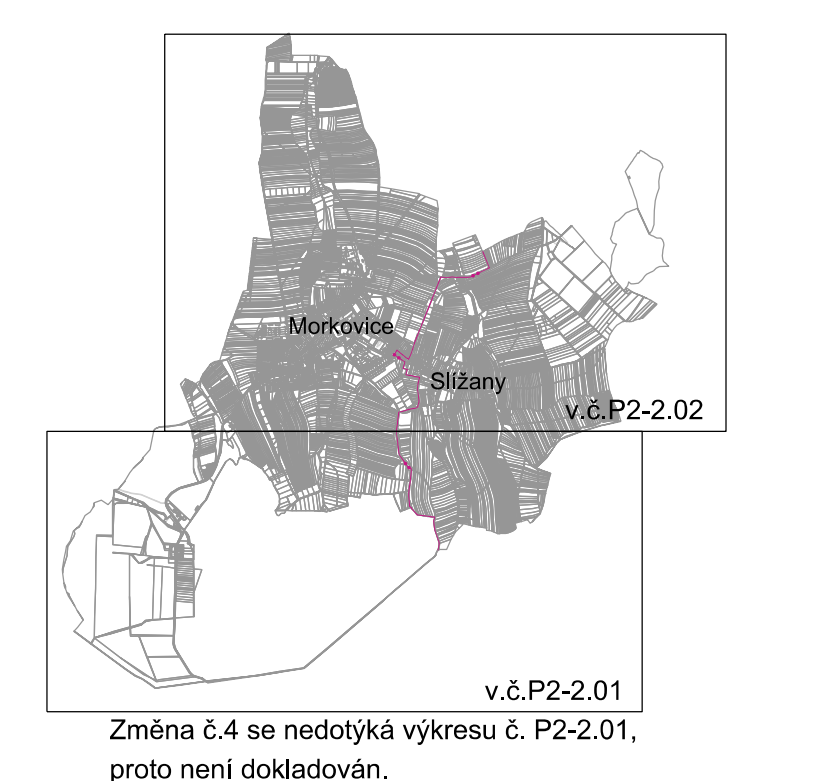 Morkovice
Slížany
v.č.P2-2.02
v.č.P2-2.01
Změna č.4 se nedotýká výkresu č. P2-2.01,
proto není dokladován.